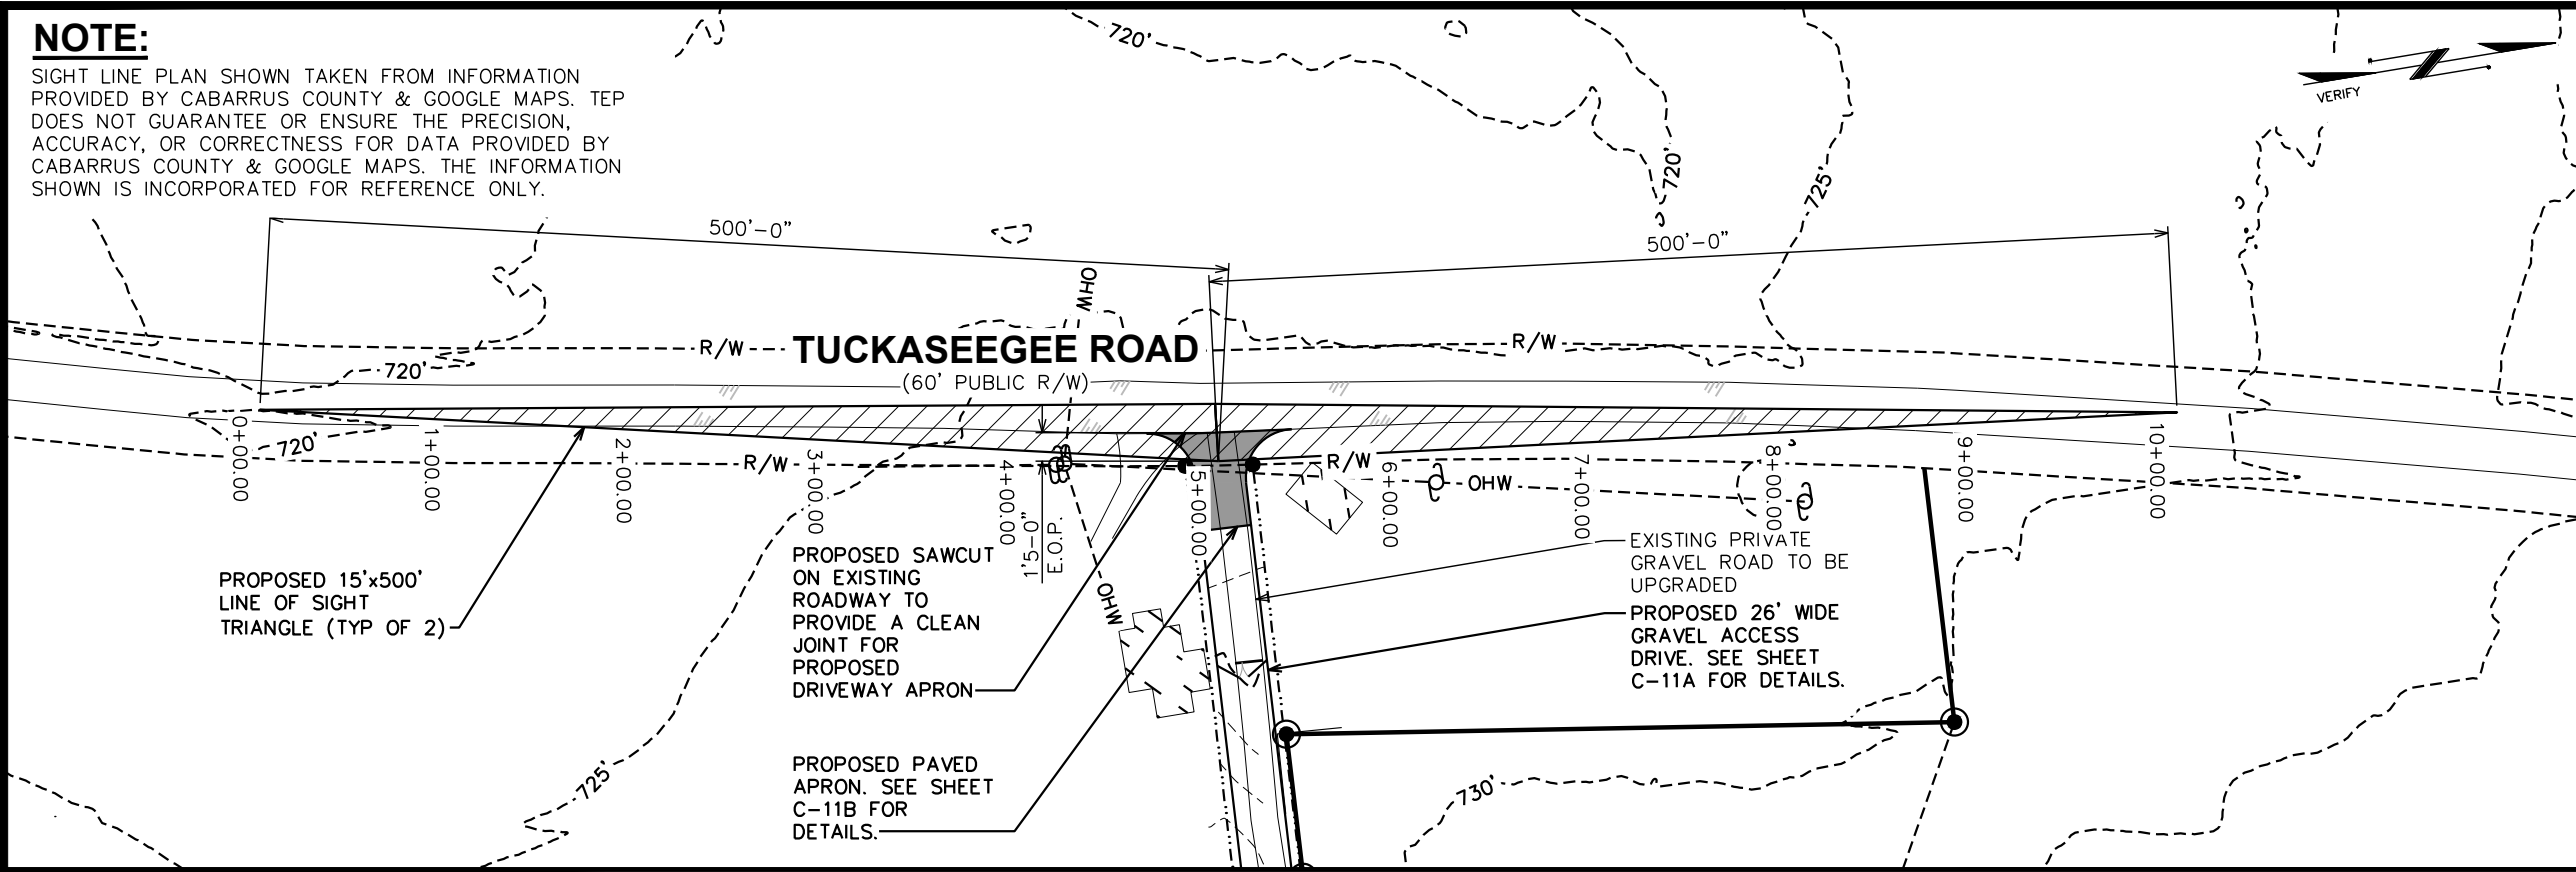 NOTE:
SIGHT LINE PLAN SHOWN TAKEN FROM INFORMATION
PROVIDED BY CABARRUS COUNTY & GOOGLE MAPS. TEP
DOES NOT GUARANTEE OR ENSURE THE PRECISION,
ACCURACY, OR CORRECTNESS FOR DATA PROVIDED BY
CABARRUS COUNTY & GOOGLE MAPS. THE INFORMATION
SHOWN IS INCORPORATED FOR REFERENCE ONLY.
720'
720'
725'
VERIFY
500'-0"
500'-0"
OHW
R/W
TUCKASEEGEE ROAD
R/W
(60' PUBLIC R/W)
720'
720'
R/W
R/W
OHW
0+00.00
1+00.00
2+00.00
3+00.00
4+00.00
5+00.00
6+00.00
7+00.00
8+00.00
9+00.00
10+00.00
1'5-0"
E.O.P.
OHW
PROPOSED 15'x500'
LINE OF SIGHT
TRIANGLE (TYP OF 2)
PROPOSED SAWCUT
ON EXISTING
ROADWAY TO
PROVIDE A CLEAN
JOINT FOR
PROPOSED
DRIVEWAY APRON
PROPOSED PAVED
APRON. SEE SHEET
C-11B FOR
DETAILS.
EXISTING PRIVATE
GRAVEL ROAD TO BE
UPGRADED
PROPOSED 26' WIDE
GRAVEL ACCESS
DRIVE. SEE SHEET
C-11A FOR DETAILS.
725'
730'